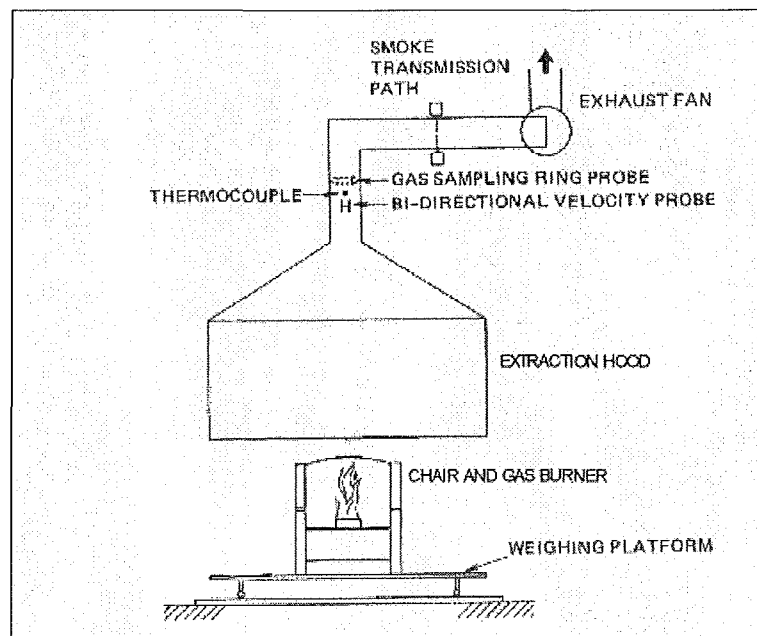 SMOKE
TRANSMISSION
PATH
EXHAUST FAN
GAS SAMPLING RING PROBE
THERMOCOUPLE
BI-DIRECTIONAL VELOCITY PROBE
EXTRACTION HOOD
CHAIR AND GAS BURNER
WEIGHING PLATFORM